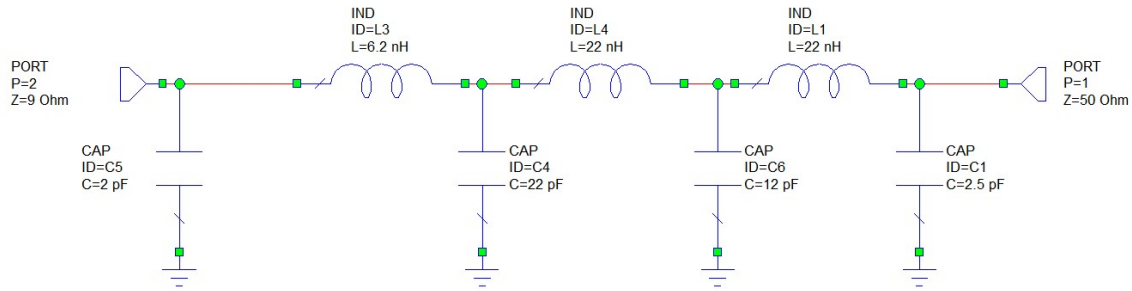 IND
ID=L3
L=6.2 nH
IND
ID=L4
L=22 nH
IND
ID=L1
L=22 nH
PORT
P=2
Z=9 Ohm
PORT
P=1
Z=50 Ohm
CAP
ID=C5
C=2 pF
CAP
ID=C4
C=22 pF
CAP
ID=C6
C=12 pF
CAP
ID=C1
C=2.5 pF